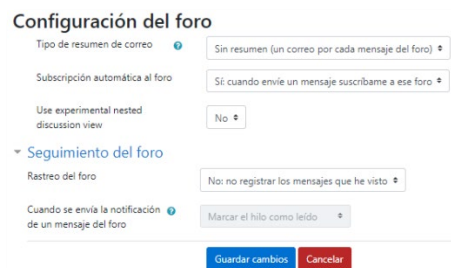 Configuración del foro
Tipo de resumen de correo
Sin resumen (un correo por cada mensaje del foro)
Subscripción automática al foro
Sí: cuando envíe un mensaje suscríbame a ese foro
Use experimental nested
discussion view
No
Seguimiento del foro
Rastreo del foro
No: no registrar los mensajes que he visto
Cuando se envía la notificación
de un mensaje del foro
Marcar el hilo como leído
Guardar cambios
Cancelar